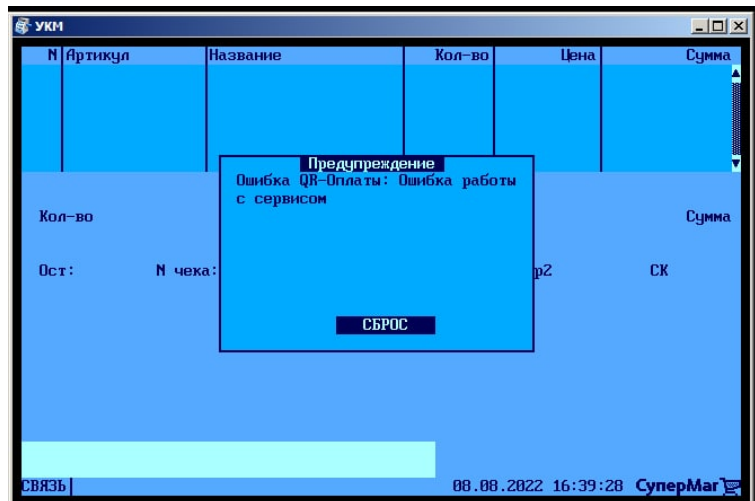 УКМ
N Артикул Название Кол-во Цена Сумма
Предупреждение
Ошибка QR-Оплаты: Ошибка работы
с сервисом
Кол-во Сумма
Ост: N чека: СК
СБРОС
СВЯЗЬ 08.08.2022 16:39:28 СуперМаг